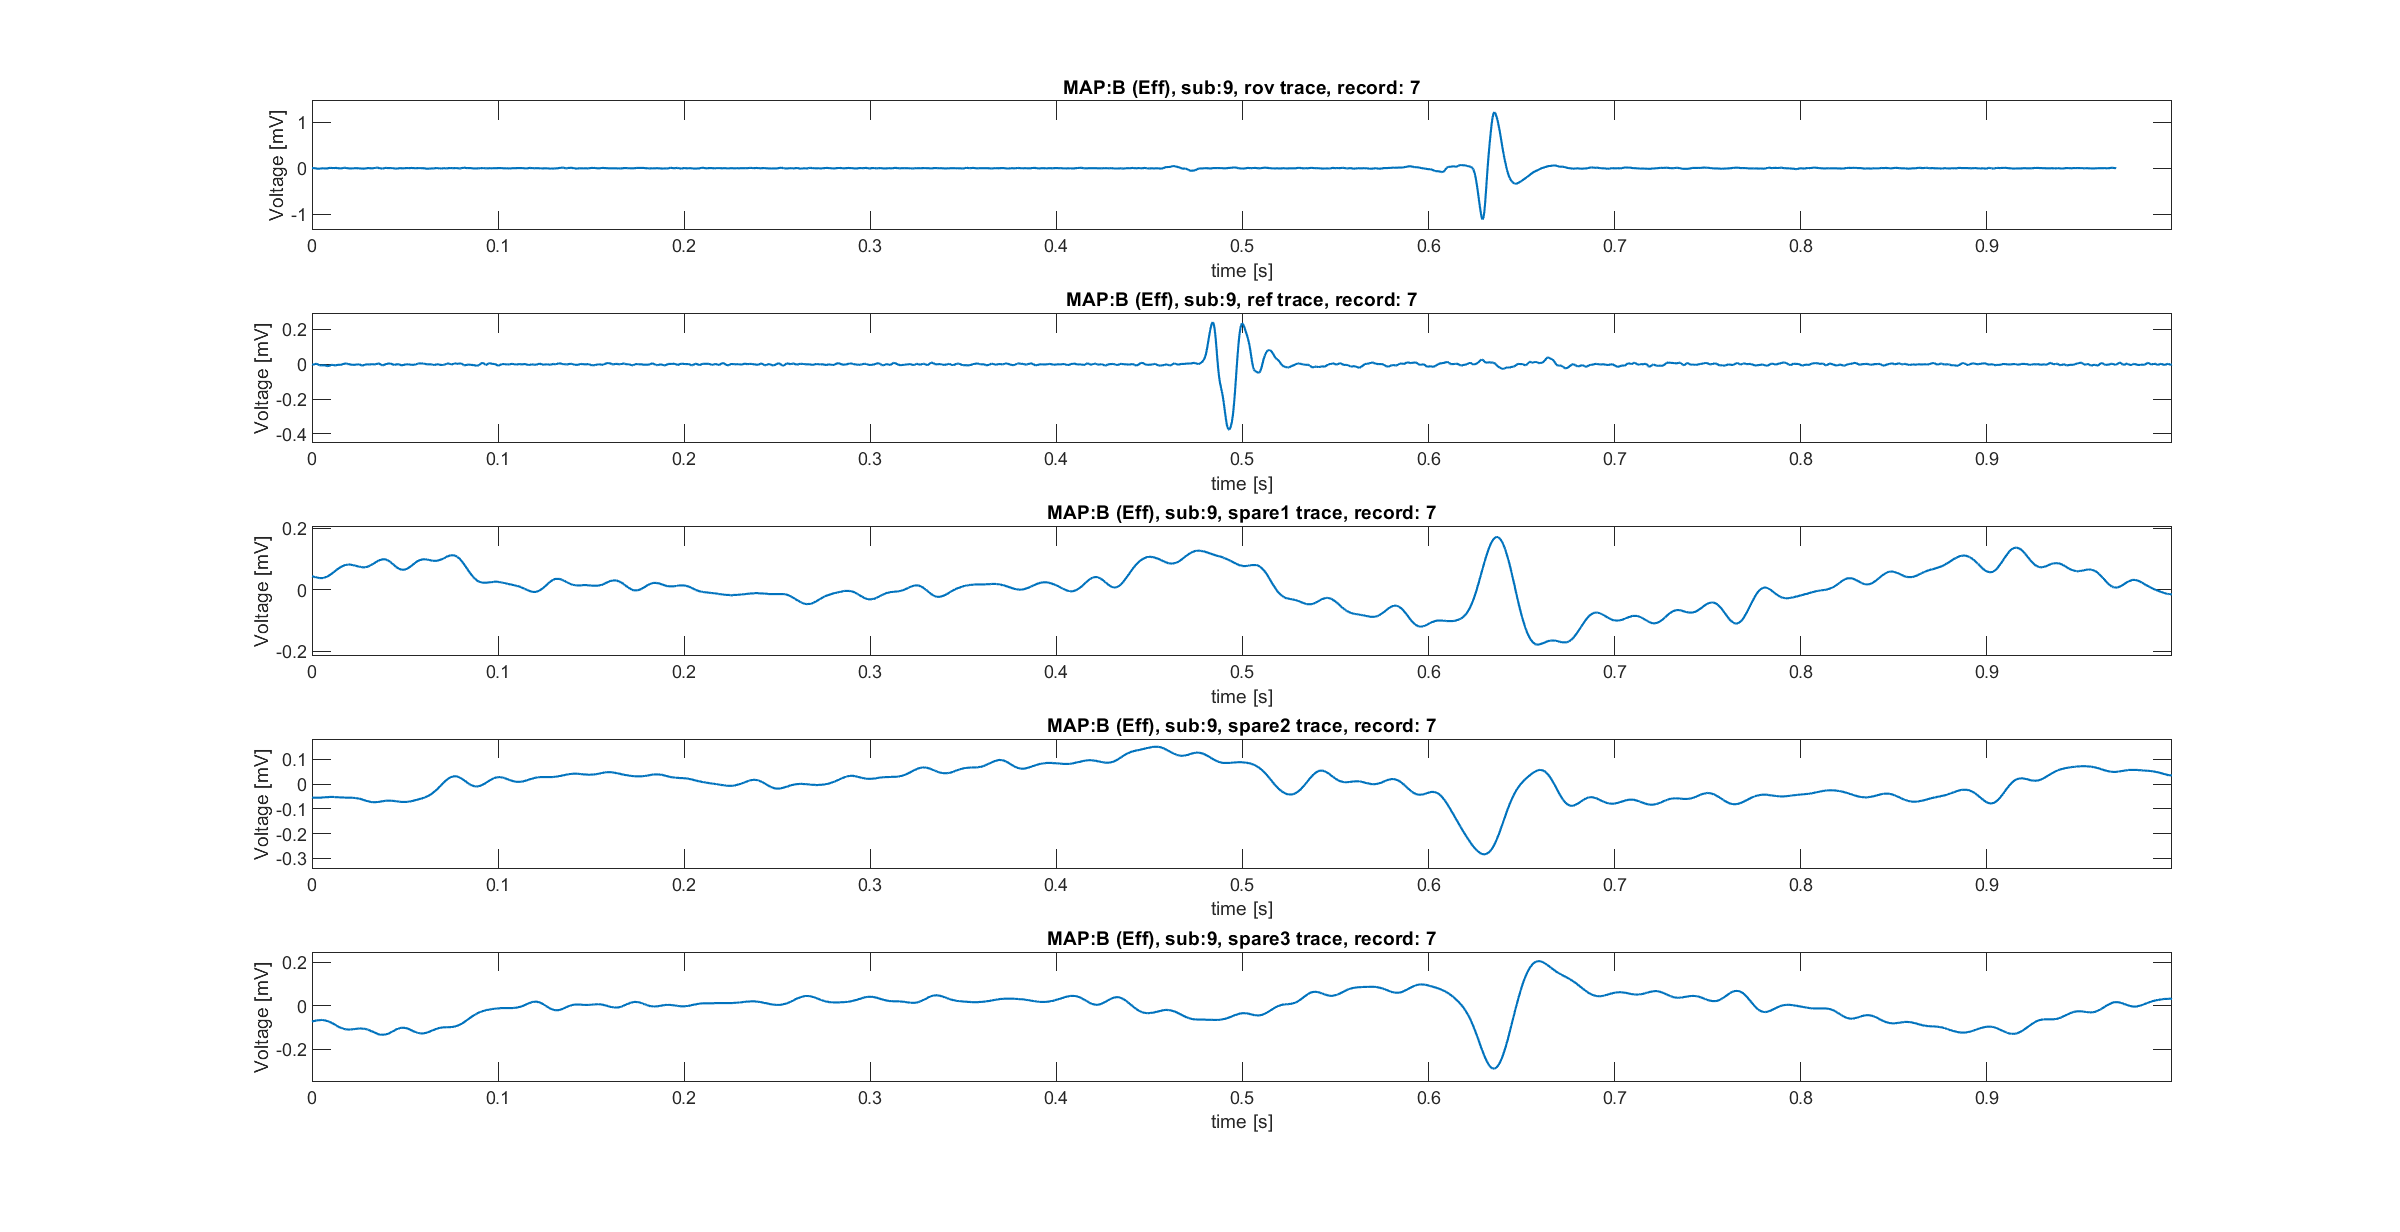 MAP:B (Eff), sub:9, rov trace, record: 7
Voltage [mV]
1
0
-1
0 0.1 0.2 0.3 0.4 0.5 0.6 0.7 0.8 0.9
time [s]
MAP:B (Eff), sub:9, ref trace, record: 7
Voltage [mV]
0.2
0
-0.2
-0.4
0 0.1 0.2 0.3 0.4 0.5 0.6 0.7 0.8 0.9
time [s]
MAP:B (Eff), sub:9, spare1 trace, record: 7
Voltage [mV]
0.2
0
-0.2
0 0.1 0.2 0.3 0.4 0.5 0.6 0.7 0.8 0.9
time [s]
MAP:B (Eff), sub:9, spare2 trace, record: 7
Voltage [mV]
0.1
0
-0.1
-0.2
-0.3
0 0.1 0.2 0.3 0.4 0.5 0.6 0.7 0.8 0.9
time [s]
MAP:B (Eff), sub:9, spare3 trace, record: 7
Voltage [mV]
0.2
0
-0.2
0 0.1 0.2 0.3 0.4 0.5 0.6 0.7 0.8 0.9
time [s]